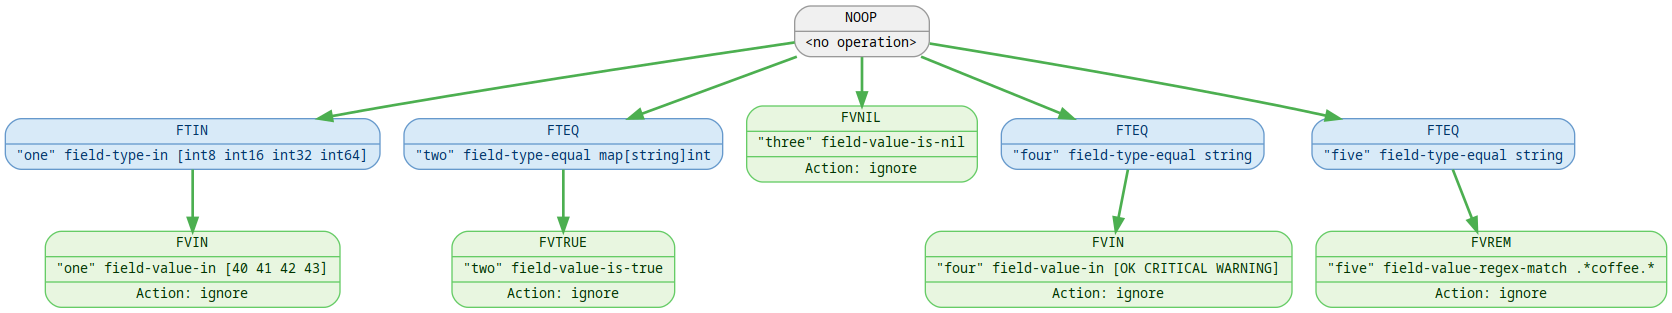 NOOP
<no operation>
FTIN
"one" field-type-in [int8 int16 int32 int64]
FTEQ
"two" field-type-equal map[string]int
FVNIL
"three" field-value-is-nil
Action: ignore
FTEQ
"four" field-type-equal string
FTEQ
"five" field-type-equal string
FVIN
"one" field-value-in [40 41 42 43]
Action: ignore
FVTRUE
"two" field-value-is-true
Action: ignore
FVIN
"four" field-value-in [OK CRITICAL WARNING]
Action: ignore
FVREM
"five" field-value-regex-match .*coffee.*
Action: ignore